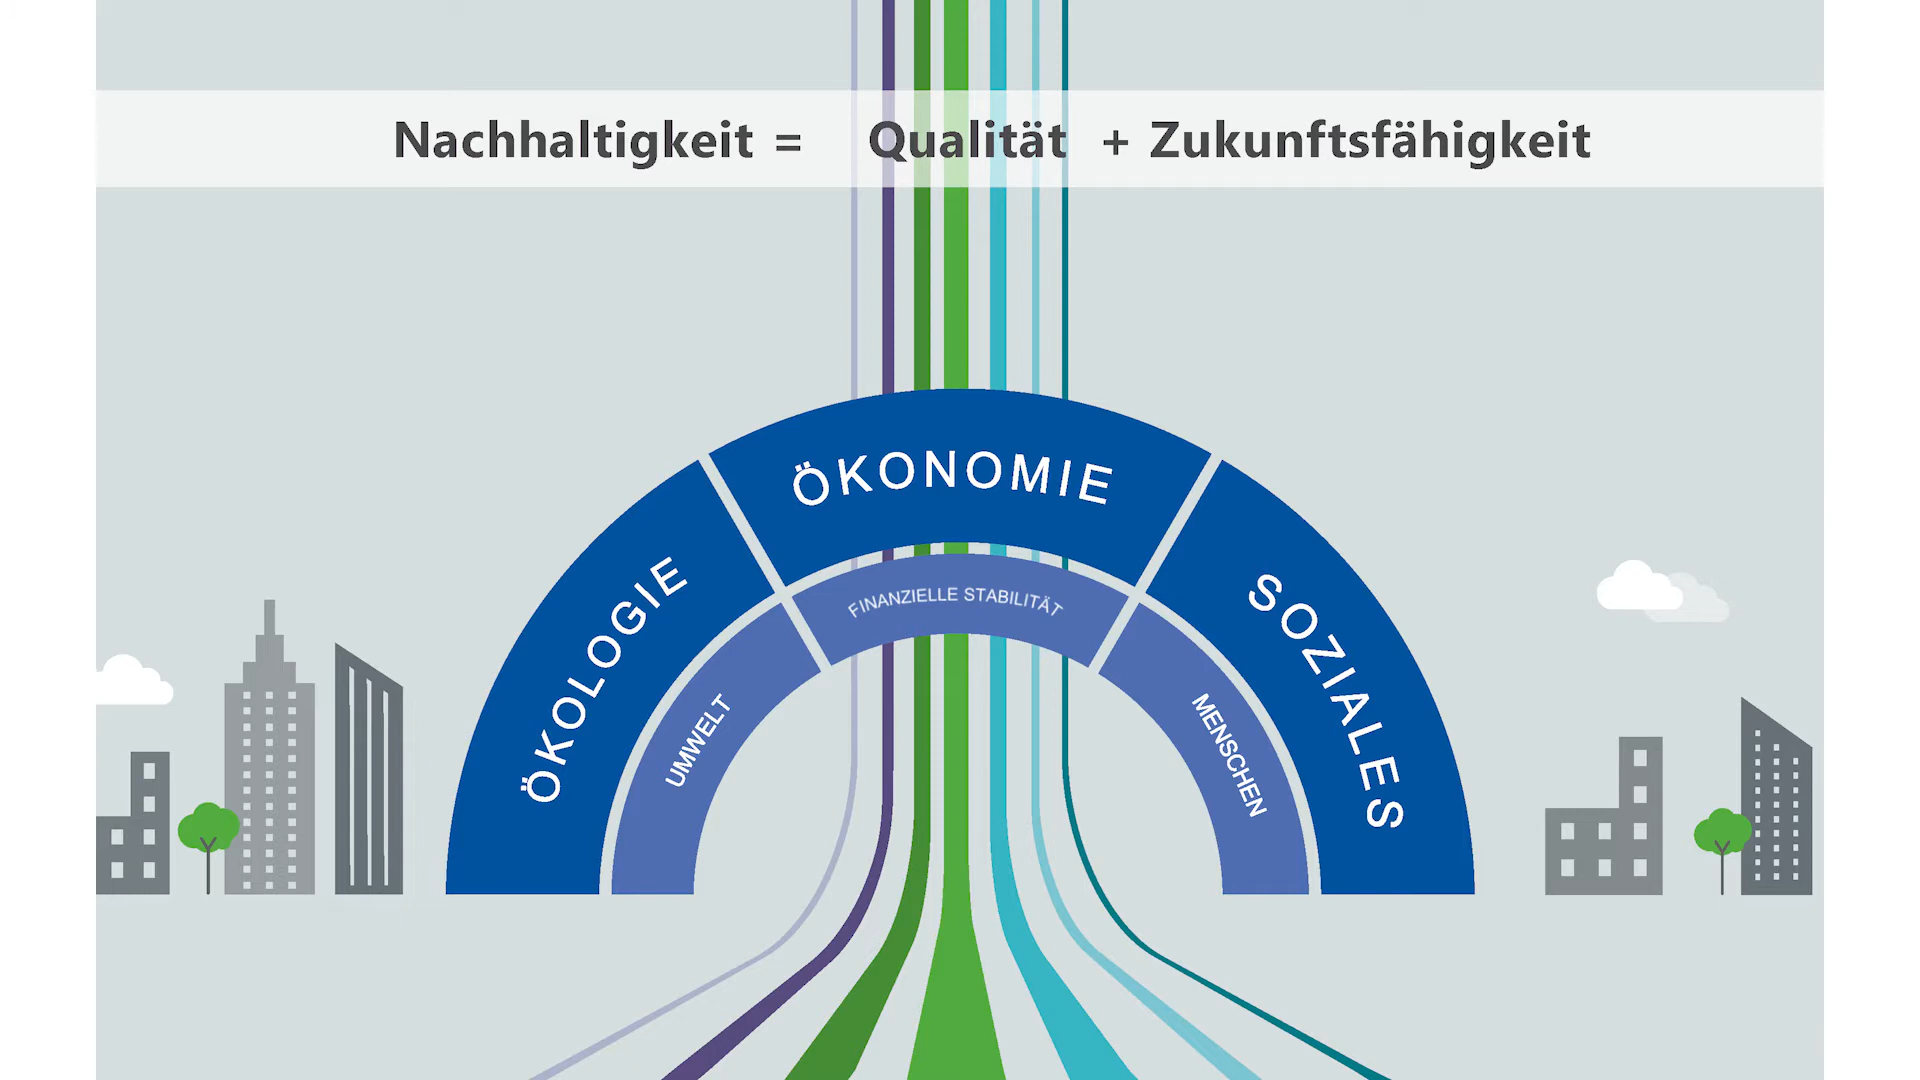 Nachhaltigkeit = Qualität + Zukunftsfähigkeit
ÖKOLOGIE
ÖKONOMIE
SOZIALES
UMWELT
FINANZIELLE STABILITÄT
MENSCHEN